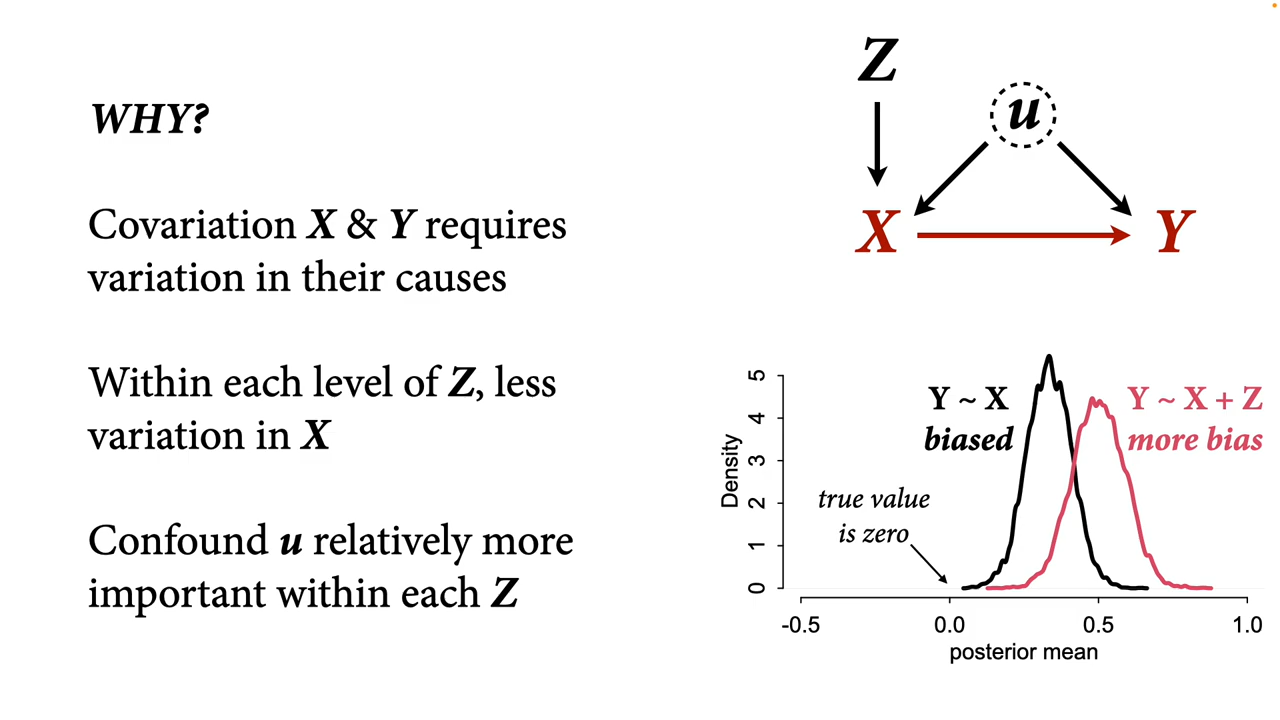 WHY?
Covariation X & Y requires
variation in their causes
Within each level of Z, less
variation in X
Confound u relatively more
important within each Z
Z
u
X
Y
Y ~ X
biased
Y ~ X + Z
more bias
true value
is zero
Density
5
4
3
2
1
0
-0.5
0.0
0.5
1.0
posterior mean